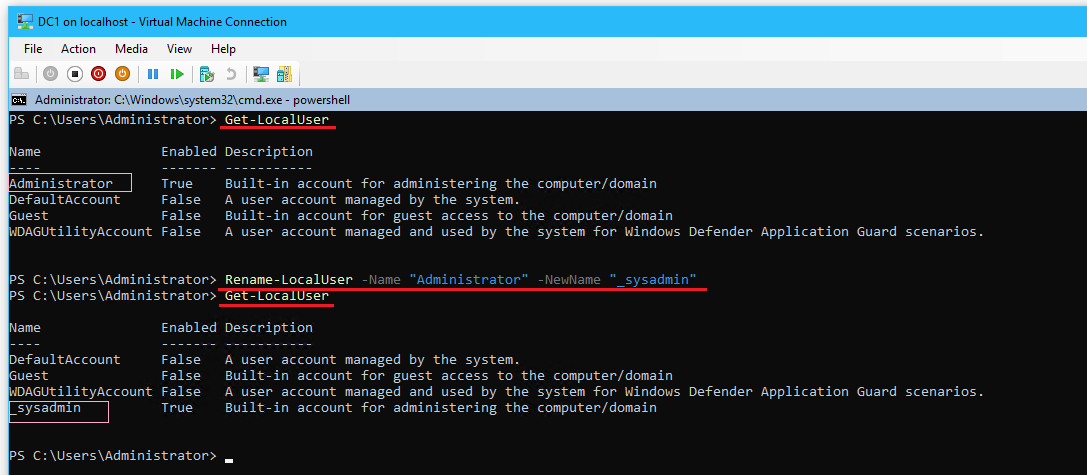 DC1 on localhost - Virtual Machine Connection
File Action Media View Help
Administrator: C:\Windows\system32\cmd.exe - powershell
PS C:\Users\Administrator> Get-LocalUser
Name Enabled Description
---- ------- -----------
Administrator True Built-in account for administering the computer/domain
DefaultAccount False A user account managed by the system.
Guest False Built-in account for guest access to the computer/domain
WDAGUtilityAccount False A user account managed and used by the system for Windows Defender Application Guard scenarios.
PS C:\Users\Administrator> Rename-LocalUser -Name "Administrator" -NewName "_sysadmin"
PS C:\Users\Administrator> Get-LocalUser
Name Enabled Description
---- ------- -----------
DefaultAccount False A user account managed by the system.
Guest False Built-in account for guest access to the computer/domain
WDAGUtilityAccount False A user account managed and used by the system for Windows Defender Application Guard scenarios.
_sysadmin True Built-in account for administering the computer/domain
PS C:\Users\Administrator>